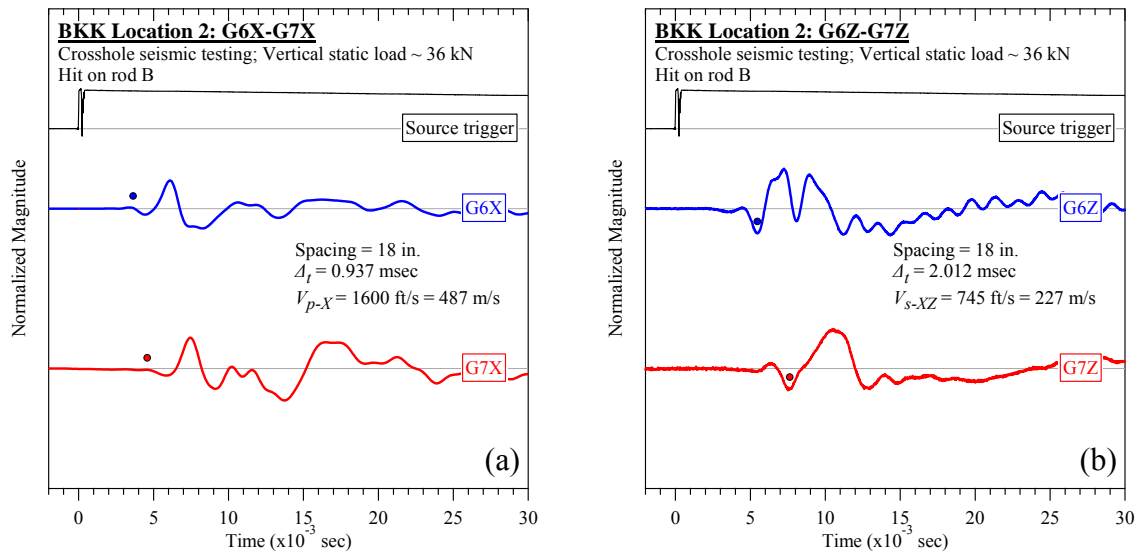 BKK Location 2: G6X-G7X
Crosshole seismic testing; Vertical static load ~ 36 kN
Hit on rod B
Source trigger
G6X
Spacing = 18 in.
Δt = 0.937 msec
Vp-X = 1600 ft/s = 487 m/s
G7X
(a)
Normalized Magnitude
0 5 10 15 20 25 30
Time (x10-3 sec)
BKK Location 2: G6Z-G7Z
Crosshole seismic testing; Vertical static load ~ 36 kN
Hit on rod B
Source trigger
G6Z
Spacing = 18 in.
Δt = 2.012 msec
Vs-XZ = 745 ft/s = 227 m/s
G7Z
(b)
Normalized Magnitude
0 5 10 15 20 25 30
Time (x10-3 sec)